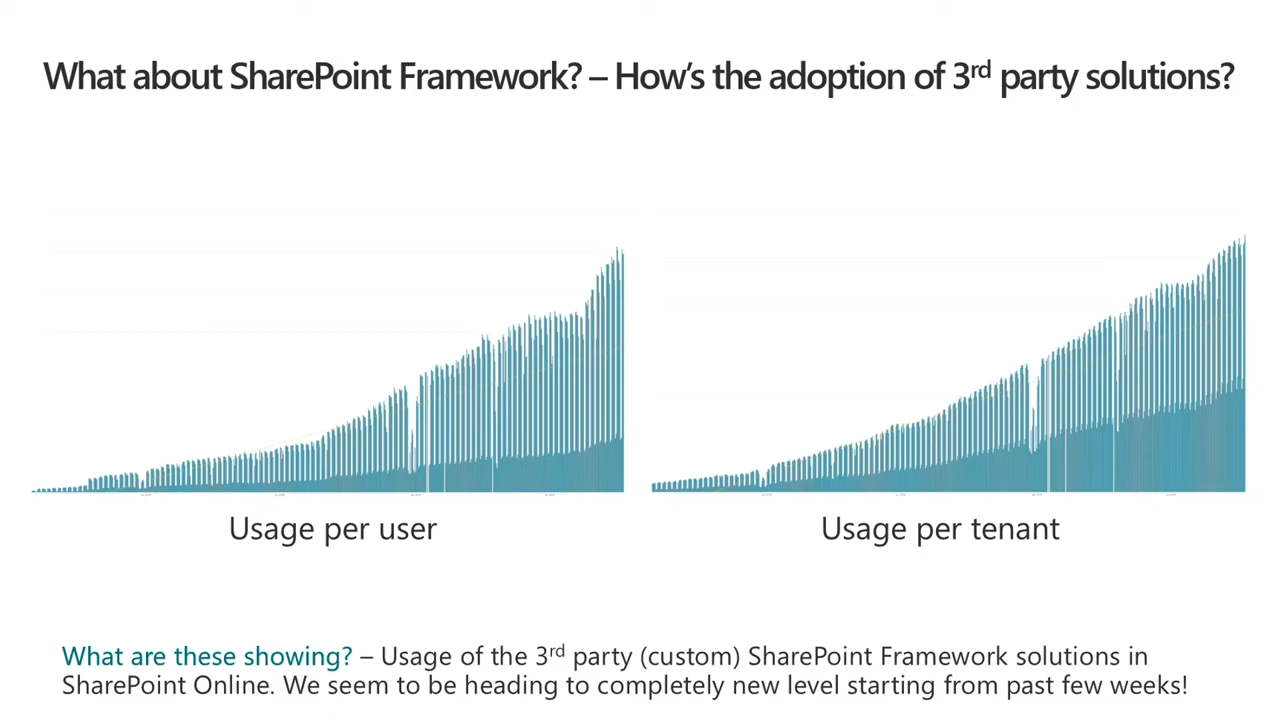 What about SharePoint Framework? – How’s the adoption of 3rd party solutions?
Usage per user
Usage per tenant
What are these showing? – Usage of the 3rd party (custom) SharePoint Framework solutions in
SharePoint Online. We seem to be heading to completely new level starting from past few weeks!